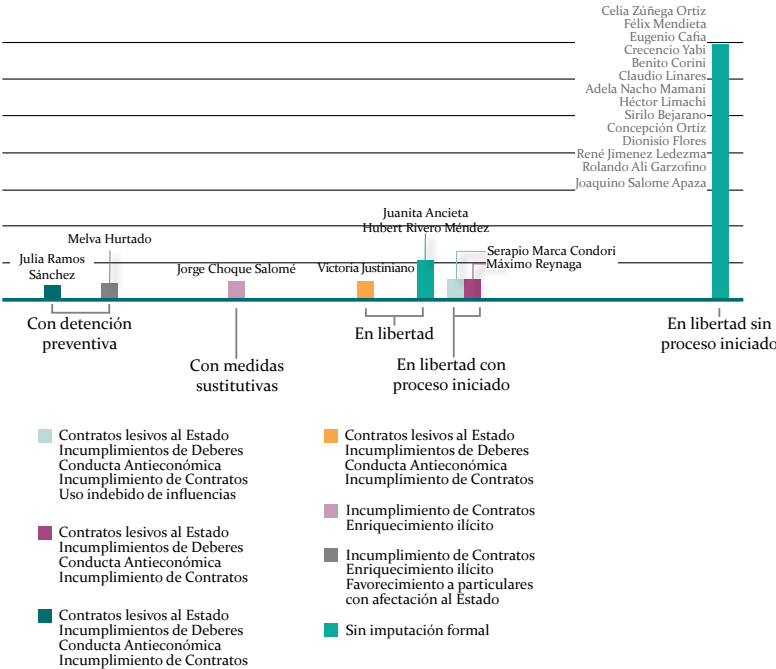 Celia Zúñega Ortiz
Félix Mendieta
Eugenio Cafia
Crecencio Yabi
Benito Corini
Claudio Linares
Adela Nacho Mamani
Héctor Limachi
Sirilo Bejarano
Concepción Ortíz
Dionisio Flores
René Jimenez Ledezma
Rolando Ali Garzofino
Joaquino Salome Apaza
Juanita Ancieta
Hubert Rivero Méndez
Melva Hurtado
Julia Ramos
Sánchez
Jorge Choque Salomé
Victoria Justiniano
Serapio Marca Condori
Máximo Reynaga
Con detención
preventiva
Con medidas
sustitutivas
En libertad
En libertad con
proceso iniciado
En libertad sin
proceso iniciado
Contratos lesivos al Estado
Incumplimientos de Deberes
Conducta Antieconómica
Incumplimiento de Contratos
Uso indebido de influencias
Contratos lesivos al Estado
Incumplimientos de Deberes
Conducta Antieconómica
Incumplimiento de Contratos
Contratos lesivos al Estado
Incumplimientos de Deberes
Conducta Antieconómica
Incumplimiento de Contratos
Contratos lesivos al Estado
Incumplimientos de Deberes
Conducta Antieconómica
Incumplimiento de Contratos
Incumplimiento de Contratos
Enriquecimiento ilícito
Incumplimiento de Contratos
Enriquecimiento ilícito
Favorecimiento a particulares
con afectación al Estado
Sin imputación formal